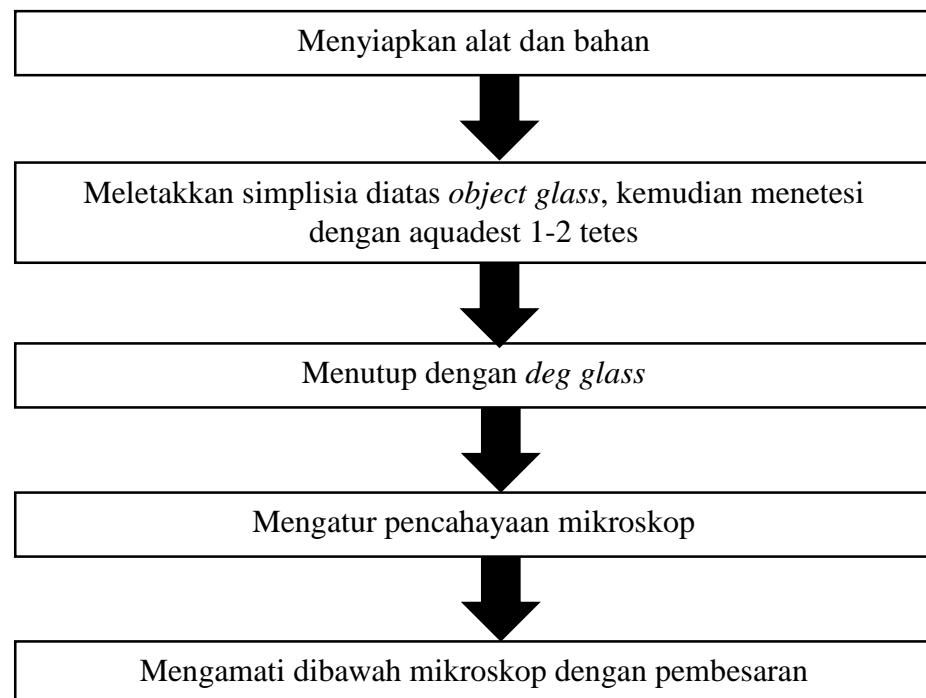 Menyiapkan alat dan bahan
Meletakkan simplisia diatas object glass, kemudian menetesi
dengan aquadest 1-2 tetes
Menutup dengan deg glass
Mengatur pencahayaan mikroskop
Mengamati dibawah mikroskop dengan pembesaran